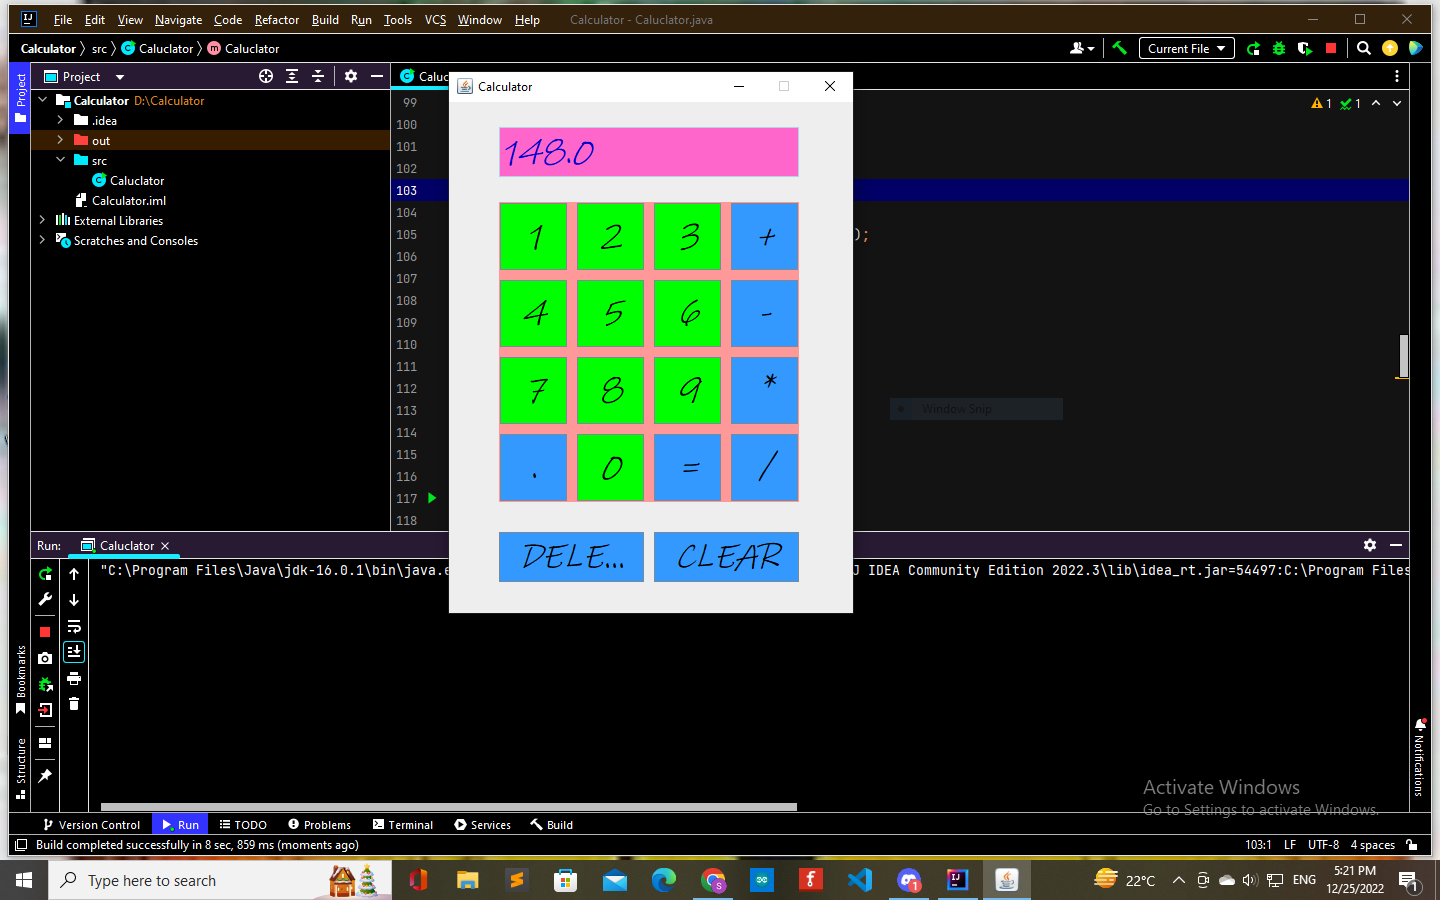 File Edit View Navigate Code Refactor Build Run Tools VCS Window Help Calculator - Caluclator.java
Calculator src Caluclator Caluclator Current File
Project
Project
Calculator D:\Calculator
.idea
out
src
Caluclator
Calculator.iml
External Libraries
Scratches and Consoles
Caluc
1 1
99
100
101
102
103
104
105 );
106
107
108
109
110
111
112
113
114
115
116
117
118
Window Snip
Calculator
148.0
1 2 3 +
4 5 6 -
7 8 9 *
. 0 = /
DELE... CLEAR
Run: Caluclator
"C:\Program Files\Java\jdk-16.0.1\bin\java.e J IDEA Community Edition 2022.3\lib\idea_rt.jar=54497:C:\Program Files
Bookmarks
Structure
Notifications
Activate Windows
Go to Settings to activate Windows.
Version Control Run TODO Problems Terminal Services Build
Build completed successfully in 8 sec, 859 ms (moments ago) 103:1 LF UTF-8 4 spaces
Type here to search
22°C ENG 5:21 PM
12/25/2022